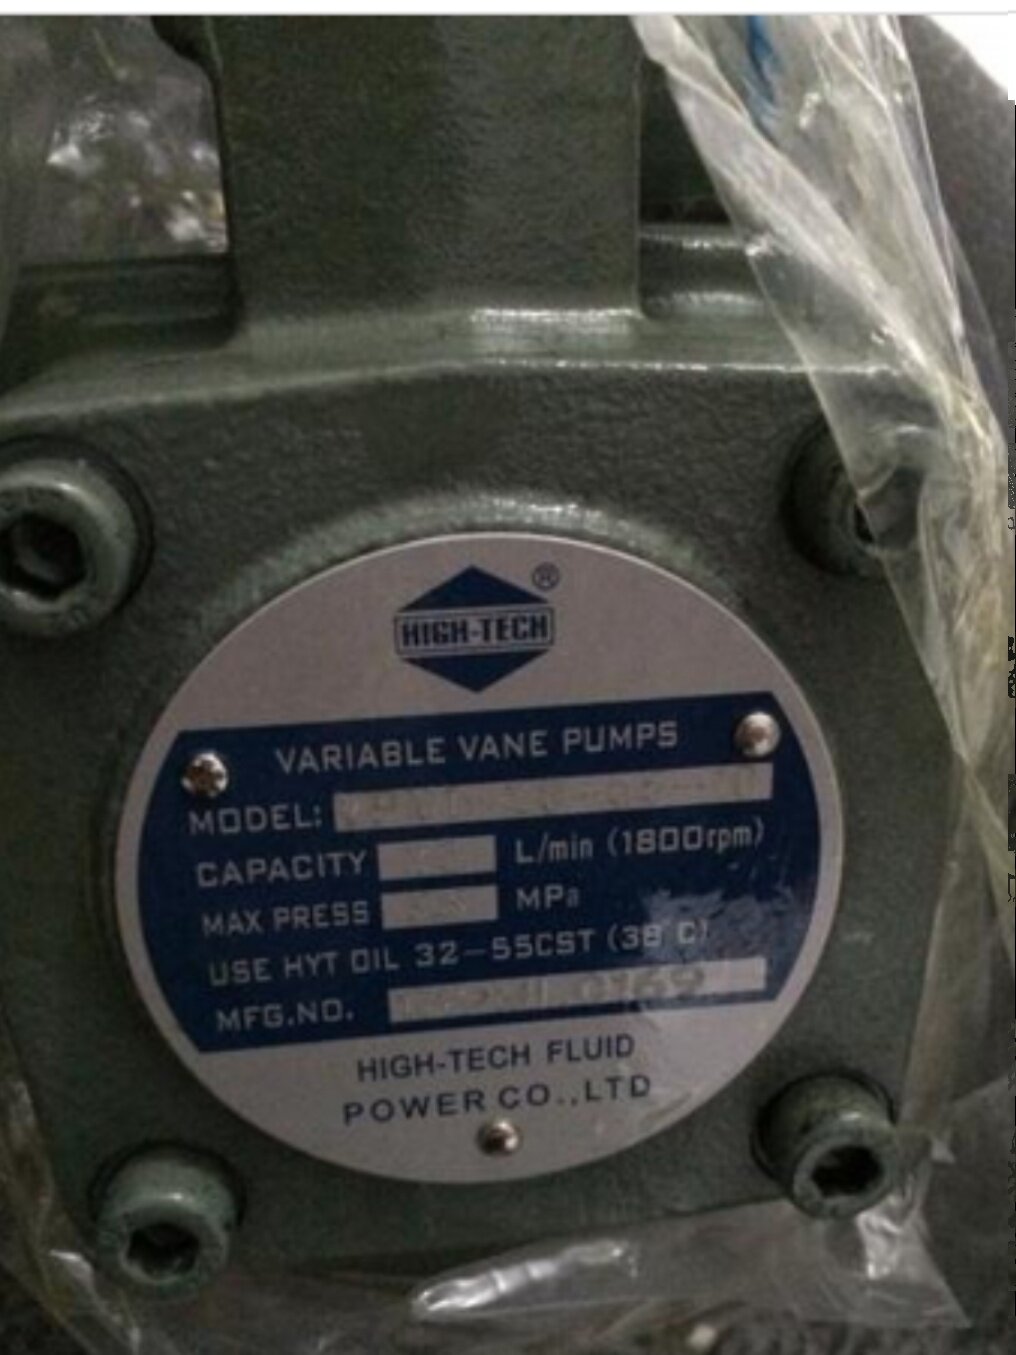 HIGH-TECH ®
VARIABLE VANE PUMPS
MODEL:
CAPACITY L/min (1800rpm)
MAX PRESS MPa
USE HYT OIL 32-55CST (38°C)
MFG.NO.
HIGH-TECH FLUID
POWER CO.,LTD